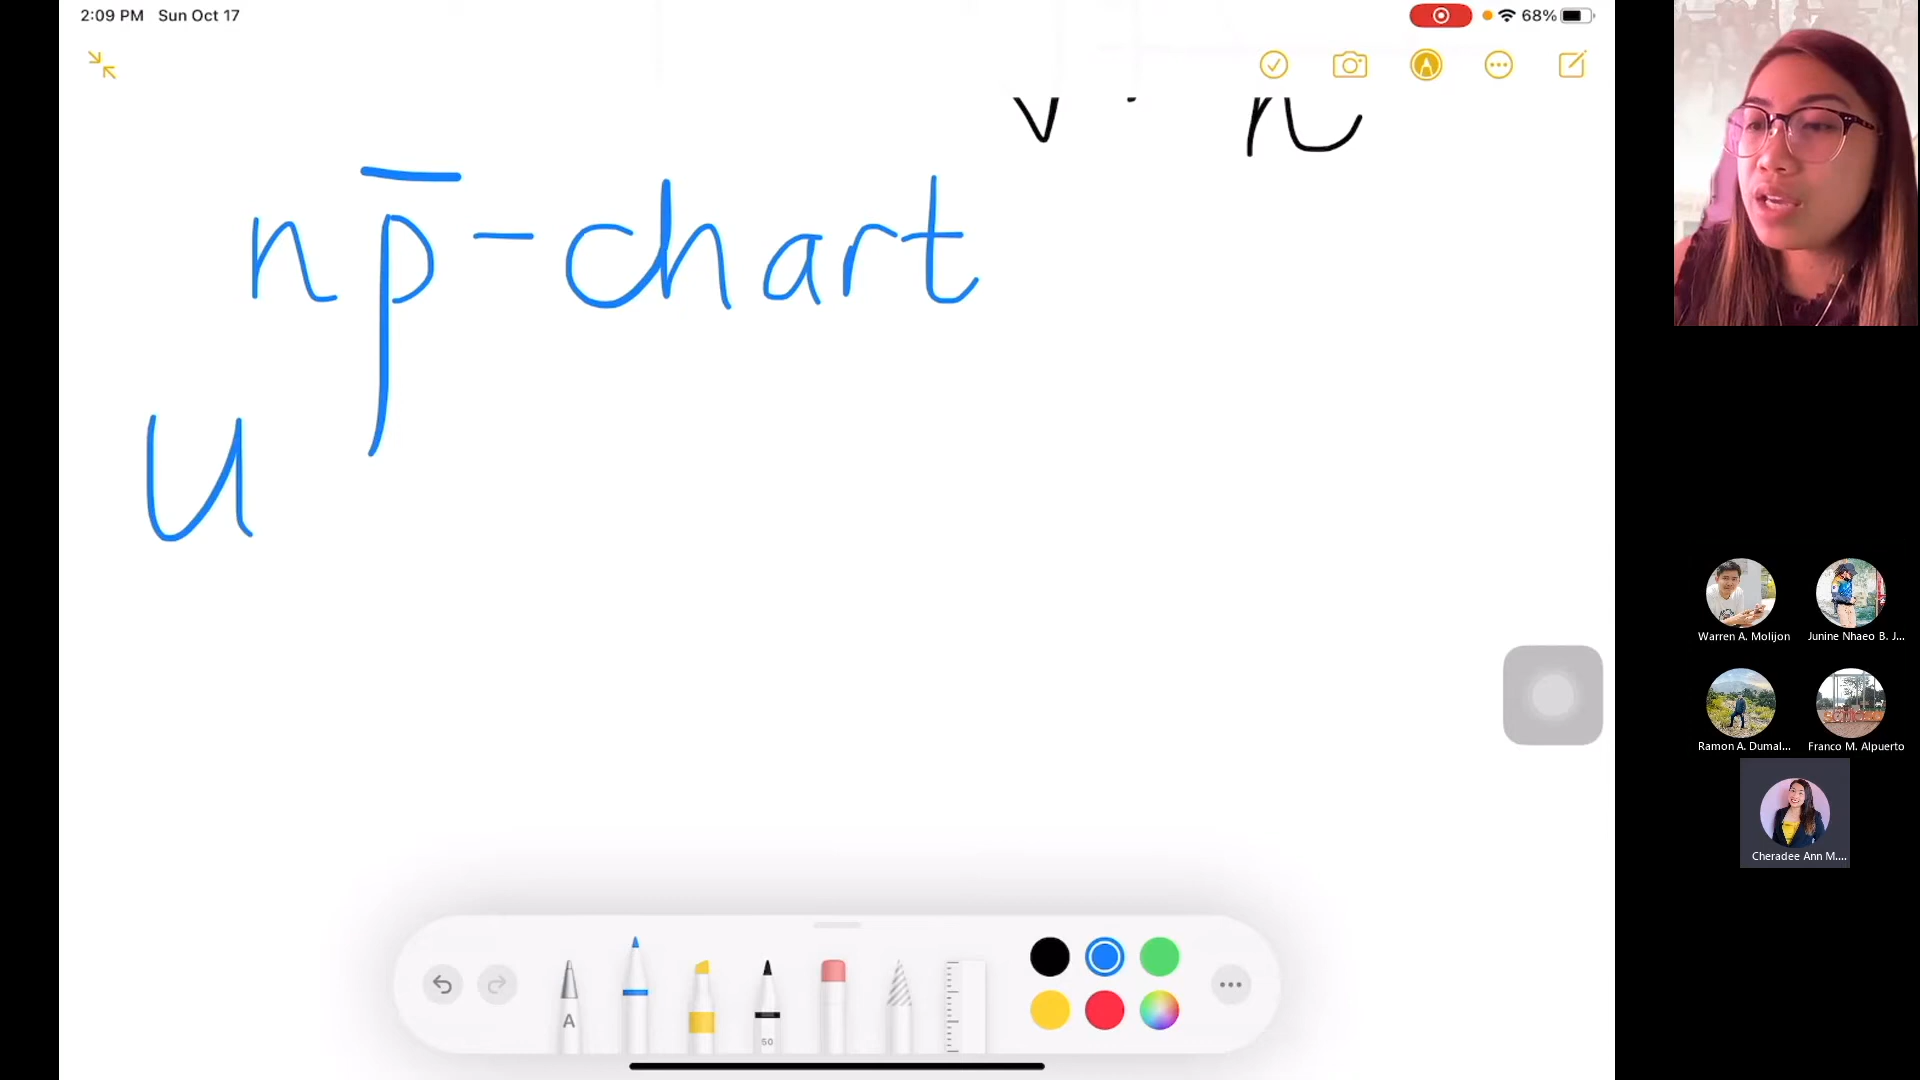 2:09 PM Sun Oct 17
68%
n
np̅-chart
U
A
50
Warren A. Molijon
Junine Nhaeo B. J...
Ramon A. Dumal...
Franco M. Alpuerto
Cheradee Ann M....